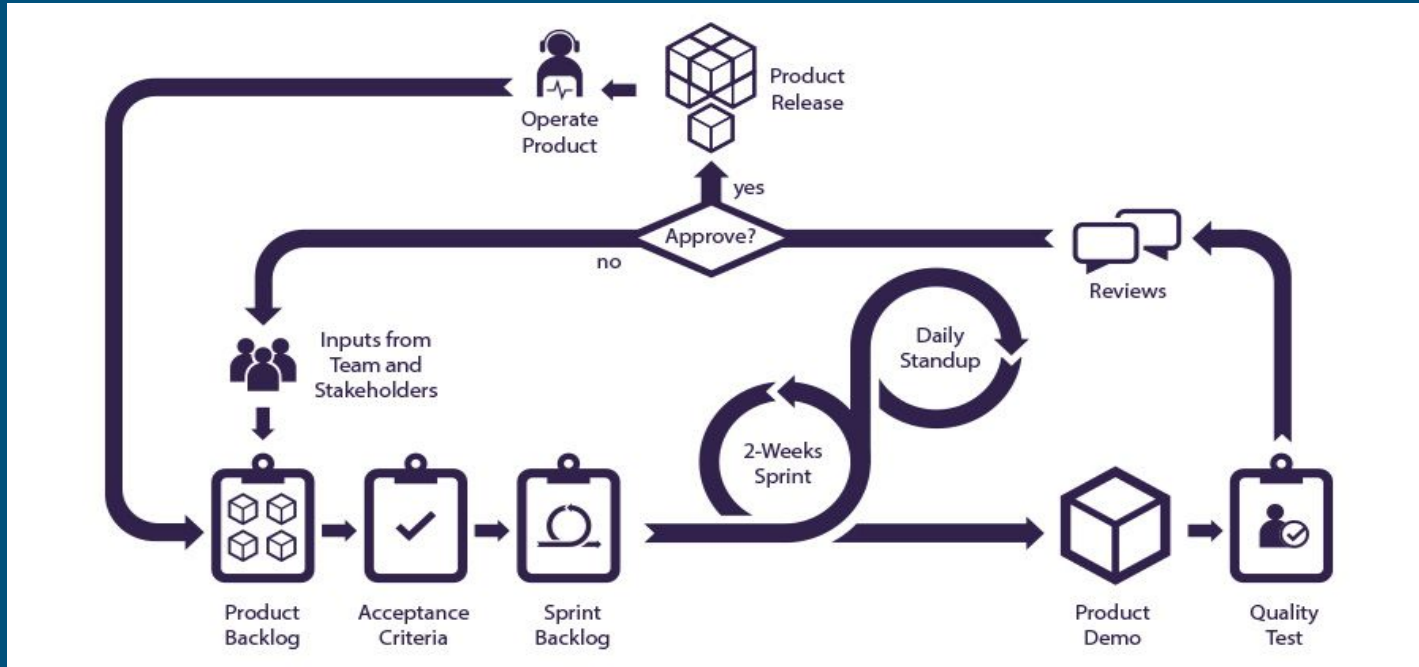 Product
Release
Operate
Product
yes
Approve?
no
Reviews
Inputs from
Team and
Stakeholders
Daily
Standup
2-Weeks
Sprint
Product
Backlog
Acceptance
Criteria
Sprint
Backlog
Product
Demo
Quality
Test